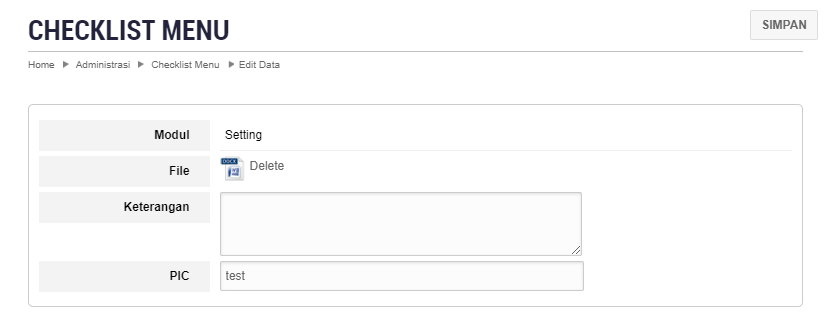 CHECKLIST MENU
SIMPAN
Home Administrasi Checklist Menu Edit Data
Modul Setting
File DOCX W Delete
Keterangan
PIC test